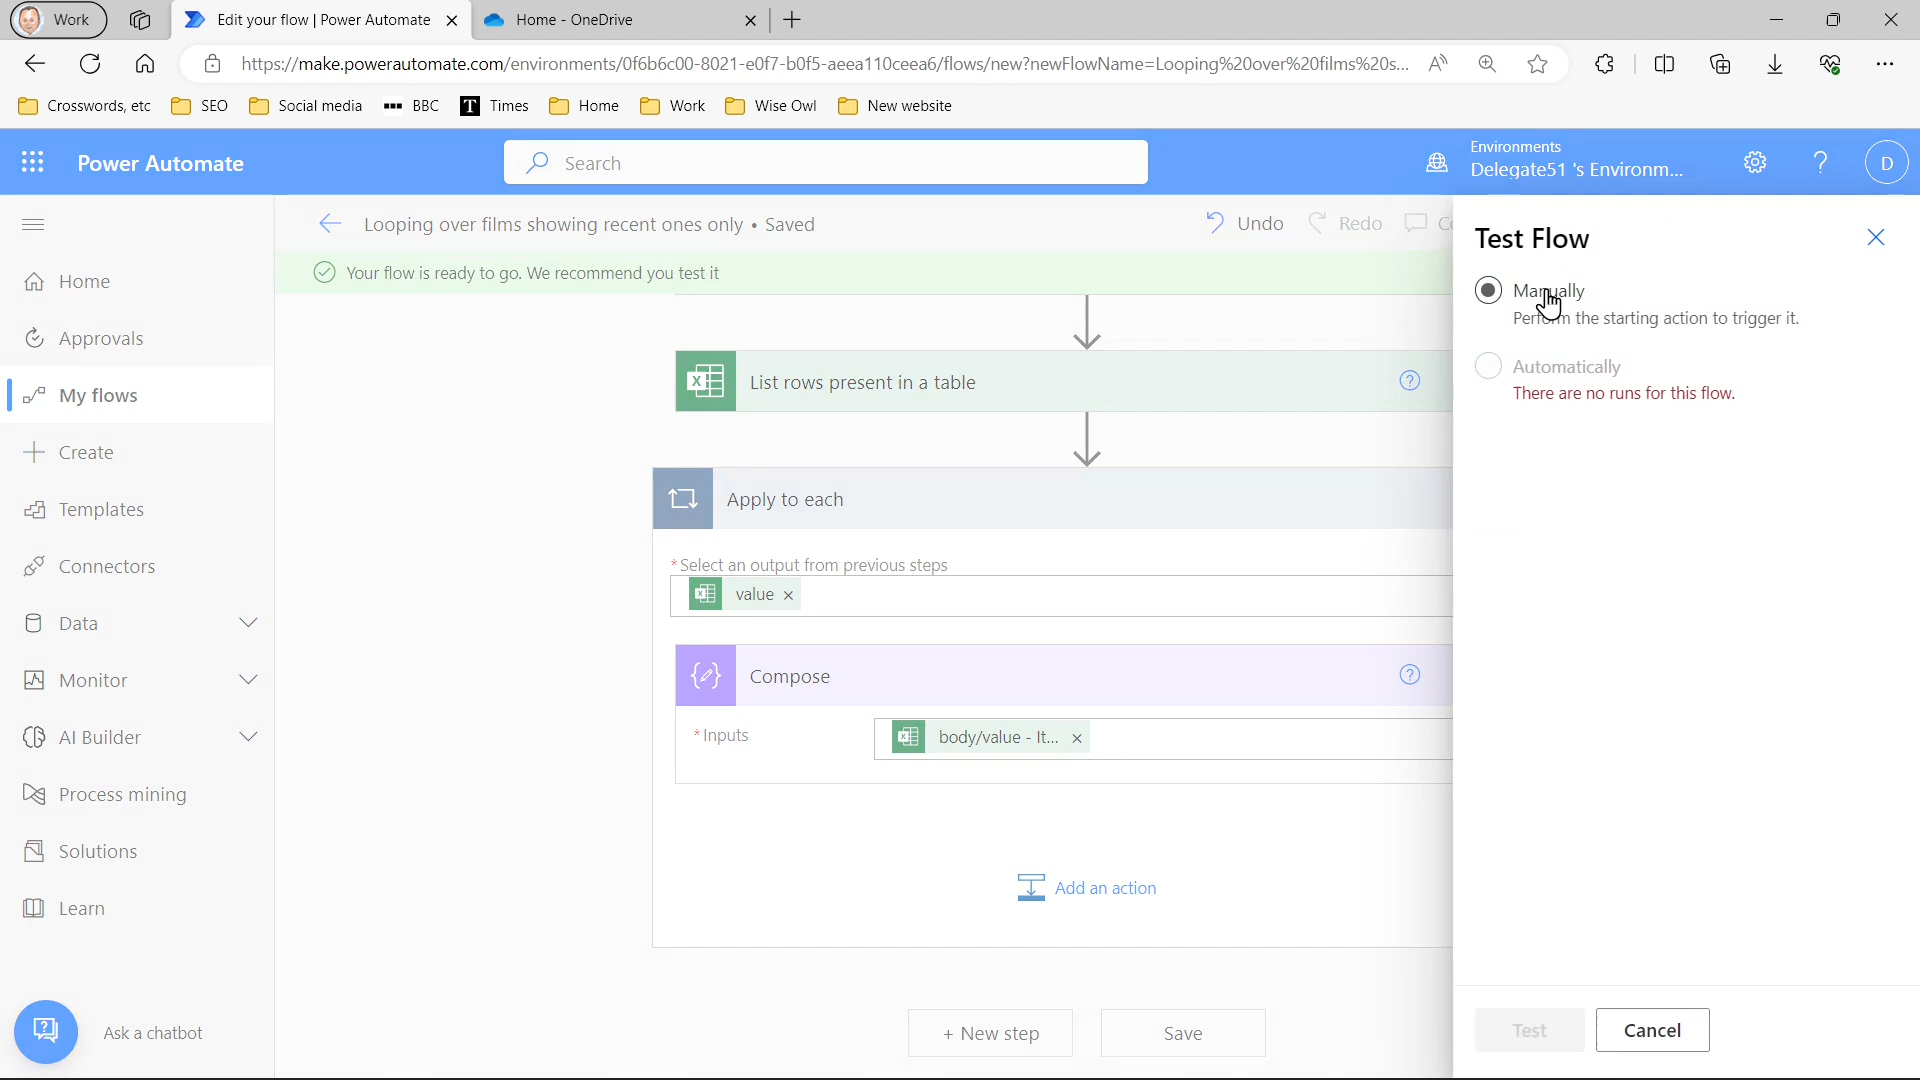 Work
Edit your flow | Power Automate
Home - OneDrive
https://make.powerautomate.com/environments/0f6b6c00-8021-e0f7-b0f5-aeea110ceea6/flows/new?newFlowName=Looping%20over%20films%20s...
Crosswords, etc
SEO
Social media
BBC
T Times
Home
Work
Wise Owl
New website
Power Automate
Search
Environments
Delegate51 's Environm...
D
Looping over films showing recent ones only • Saved
Undo
Redo
Your flow is ready to go. We recommend you test it
Home
Approvals
My flows
Create
Templates
Connectors
Data
Monitor
AI Builder
Process mining
Solutions
Learn
Ask a chatbot
List rows present in a table
Apply to each
*Select an output from previous steps
value
Compose
*Inputs
body/value - It...
Add an action
+ New step
Save
Test Flow
Manually
Perform the starting action to trigger it.
Automatically
There are no runs for this flow.
Test
Cancel